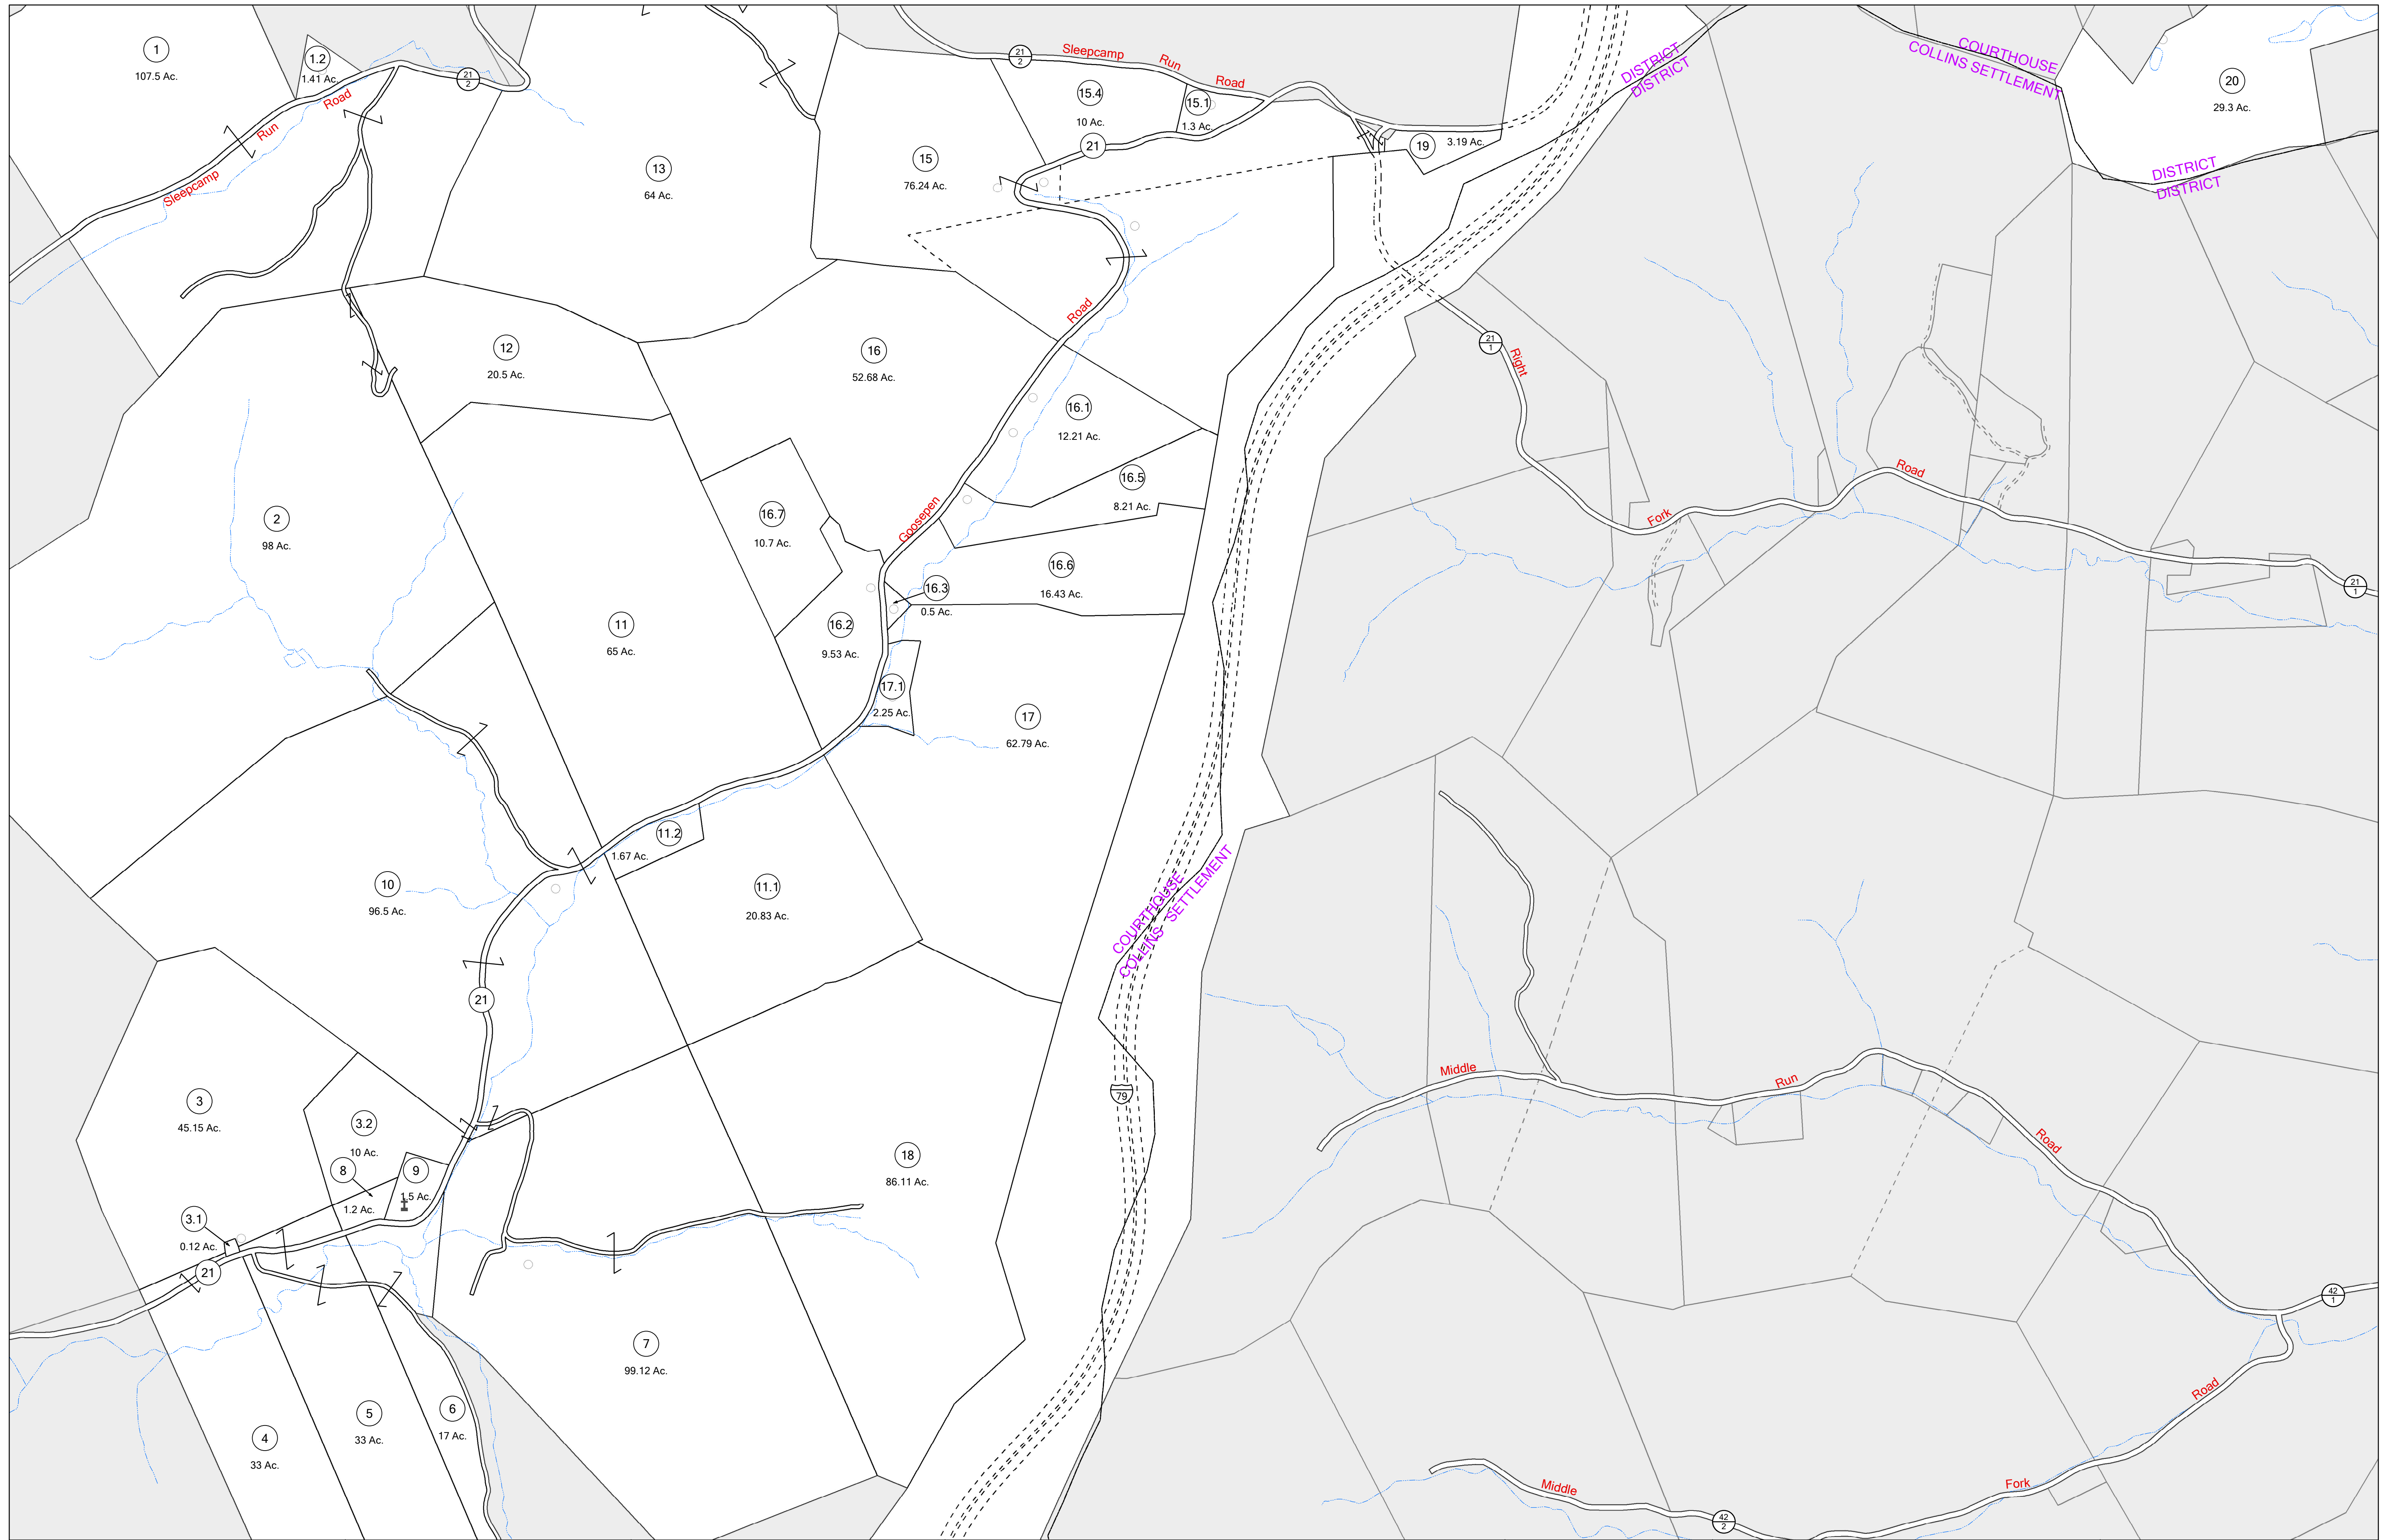 1
107.5 Ac.
1.2
1.41 Ac.
Sleepcamp
Run
Road
21
2
13
64 Ac.
21
2
Sleepcamp
Run
Road
15.4
10 Ac.
15.1
1.3 Ac.
21
15
76.24 Ac.
19
3.19 Ac.
DISTRICT
DISTRICT
COURTHOUSE
COLLINS SETTLEMENT
20
29.3 Ac.
DISTRICT
DISTRICT
12
20.5 Ac.
16
52.68 Ac.
Goosepen
Road
16.1
12.21 Ac.
16.5
8.21 Ac.
16.7
10.7 Ac.
16.6
16.43 Ac.
16.3
0.5 Ac.
16.2
9.53 Ac.
17.1
2.25 Ac.
17
62.79 Ac.
2
98 Ac.
11
65 Ac.
11.2
1.67 Ac.
11.1
20.83 Ac.
10
96.5 Ac.
21
21
1
Right
Fork
Road
21
1
COURTHOUSE
COLLINS SETTLEMENT
79
3
45.15 Ac.
3.2
10 Ac.
8
1.2 Ac.
9
1.5 Ac.
3.1
0.12 Ac.
21
18
86.11 Ac.
7
99.12 Ac.
4
33 Ac.
5
33 Ac.
6
17 Ac.
Middle
Run
Road
42
1
Middle
Fork
Road
42
2